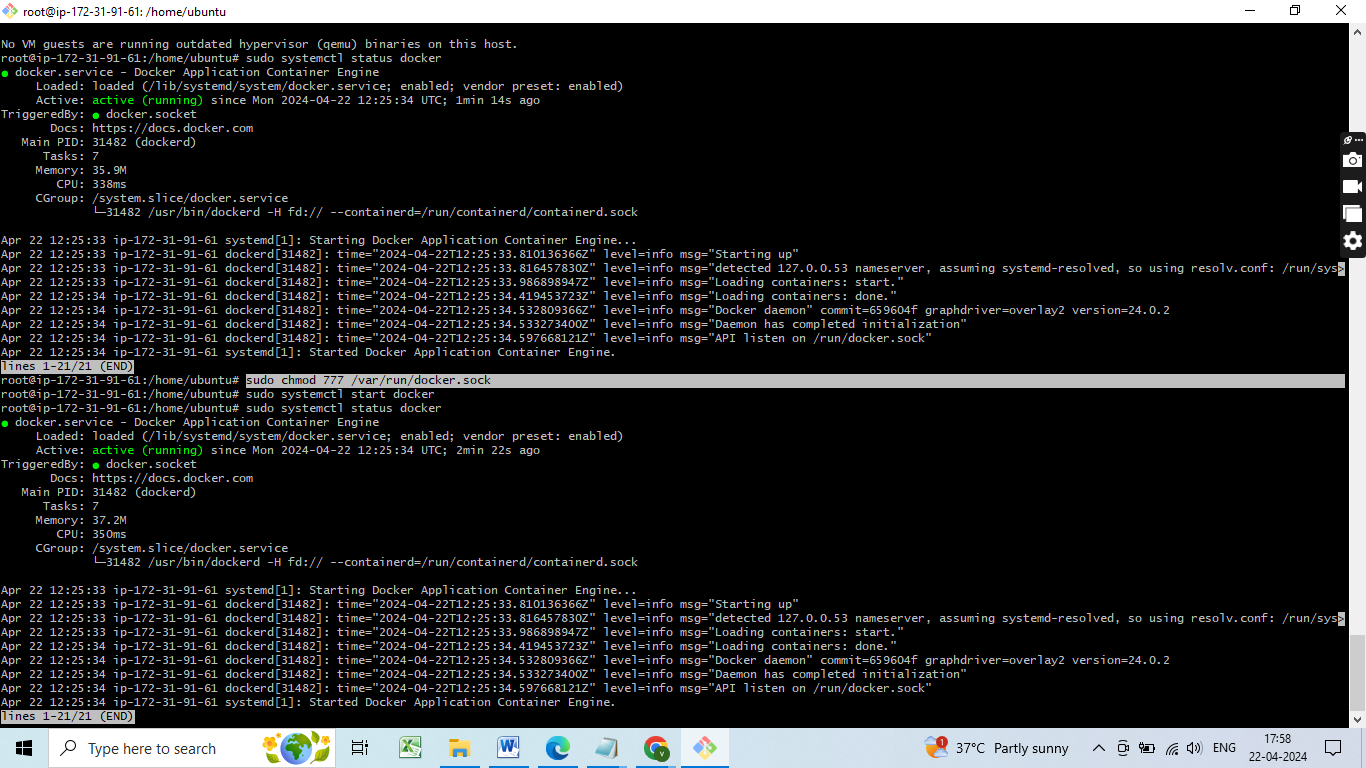 root@ip-172-31-91-61: /home/ubuntu
No VM guests are running outdated hypervisor (qemu) binaries on this host.
root@ip-172-31-91-61:/home/ubuntu# sudo systemctl status docker
● docker.service - Docker Application Container Engine
Loaded: loaded (/lib/systemd/system/docker.service; enabled; vendor preset: enabled)
Active: active (running) since Mon 2024-04-22 12:25:34 UTC; 1min 14s ago
TriggeredBy: ● docker.socket
Docs: https://docs.docker.com
Main PID: 31482 (dockerd)
Tasks: 7
Memory: 35.9M
CPU: 338ms
CGroup: /system.slice/docker.service
└─31482 /usr/bin/dockerd -H fd:// --containerd=/run/containerd/containerd.sock
Apr 22 12:25:33 ip-172-31-91-61 systemd[1]: Starting Docker Application Container Engine...
Apr 22 12:25:33 ip-172-31-91-61 dockerd[31482]: time="2024-04-22T12:25:33.810136366Z" level=info msg="Starting up"
Apr 22 12:25:33 ip-172-31-91-61 dockerd[31482]: time="2024-04-22T12:25:33.816457830Z" level=info msg="detected 127.0.0.53 nameserver, assuming systemd-resolved, so using resolv.conf: /run/sys>
Apr 22 12:25:33 ip-172-31-91-61 dockerd[31482]: time="2024-04-22T12:25:33.986898947Z" level=info msg="Loading containers: start."
Apr 22 12:25:34 ip-172-31-91-61 dockerd[31482]: time="2024-04-22T12:25:34.419453723Z" level=info msg="Loading containers: done."
Apr 22 12:25:34 ip-172-31-91-61 dockerd[31482]: time="2024-04-22T12:25:34.532809366Z" level=info msg="Docker daemon" commit=659604f graphdriver=overlay2 version=24.0.2
Apr 22 12:25:34 ip-172-31-91-61 dockerd[31482]: time="2024-04-22T12:25:34.533273400Z" level=info msg="Daemon has completed initialization"
Apr 22 12:25:34 ip-172-31-91-61 dockerd[31482]: time="2024-04-22T12:25:34.597668121Z" level=info msg="API listen on /run/docker.sock"
Apr 22 12:25:34 ip-172-31-91-61 systemd[1]: Started Docker Application Container Engine.
lines 1-21/21 (END)
root@ip-172-31-91-61:/home/ubuntu# sudo chmod 777 /var/run/docker.sock
root@ip-172-31-91-61:/home/ubuntu# sudo systemctl start docker
root@ip-172-31-91-61:/home/ubuntu# sudo systemctl status docker
● docker.service - Docker Application Container Engine
Loaded: loaded (/lib/systemd/system/docker.service; enabled; vendor preset: enabled)
Active: active (running) since Mon 2024-04-22 12:25:34 UTC; 2min 22s ago
TriggeredBy: ● docker.socket
Docs: https://docs.docker.com
Main PID: 31482 (dockerd)
Tasks: 7
Memory: 37.2M
CPU: 350ms
CGroup: /system.slice/docker.service
└─31482 /usr/bin/dockerd -H fd:// --containerd=/run/containerd/containerd.sock
Apr 22 12:25:33 ip-172-31-91-61 systemd[1]: Starting Docker Application Container Engine...
Apr 22 12:25:33 ip-172-31-91-61 dockerd[31482]: time="2024-04-22T12:25:33.810136366Z" level=info msg="Starting up"
Apr 22 12:25:33 ip-172-31-91-61 dockerd[31482]: time="2024-04-22T12:25:33.816457830Z" level=info msg="detected 127.0.0.53 nameserver, assuming systemd-resolved, so using resolv.conf: /run/sys>
Apr 22 12:25:33 ip-172-31-91-61 dockerd[31482]: time="2024-04-22T12:25:33.986898947Z" level=info msg="Loading containers: start."
Apr 22 12:25:34 ip-172-31-91-61 dockerd[31482]: time="2024-04-22T12:25:34.419453723Z" level=info msg="Loading containers: done."
Apr 22 12:25:34 ip-172-31-91-61 dockerd[31482]: time="2024-04-22T12:25:34.532809366Z" level=info msg="Docker daemon" commit=659604f graphdriver=overlay2 version=24.0.2
Apr 22 12:25:34 ip-172-31-91-61 dockerd[31482]: time="2024-04-22T12:25:34.533273400Z" level=info msg="Daemon has completed initialization"
Apr 22 12:25:34 ip-172-31-91-61 dockerd[31482]: time="2024-04-22T12:25:34.597668121Z" level=info msg="API listen on /run/docker.sock"
Apr 22 12:25:34 ip-172-31-91-61 systemd[1]: Started Docker Application Container Engine.
lines 1-21/21 (END)
Type here to search
1
37°C Partly sunny
ENG
17:58
22-04-2024